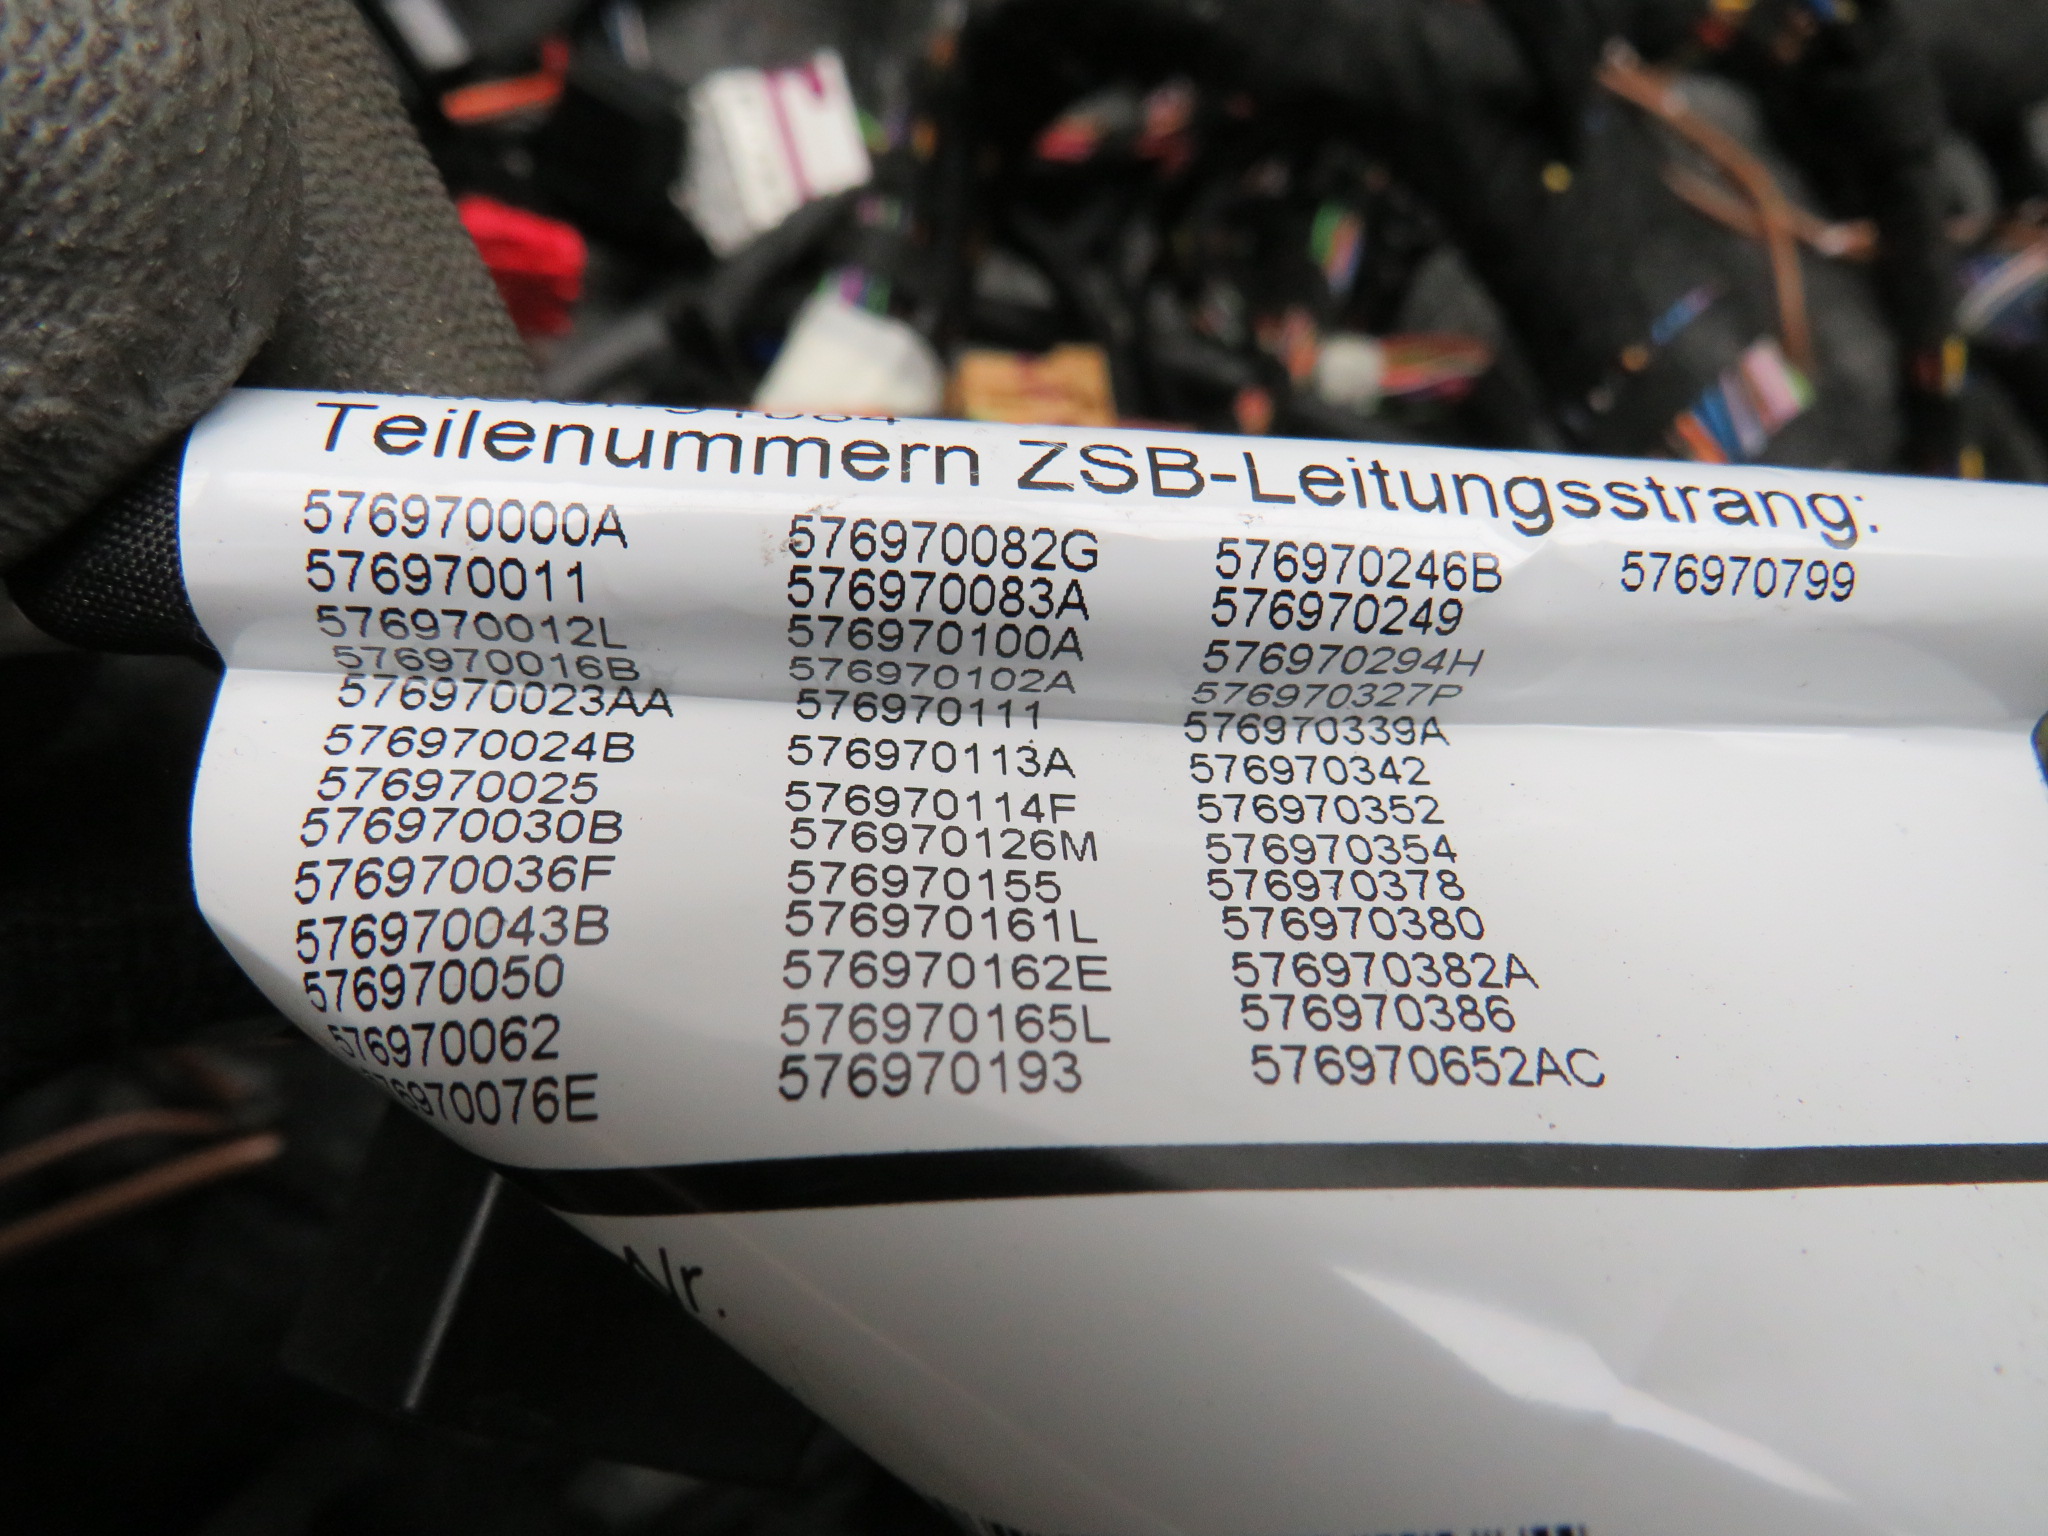 Teilenummern ZSB-Leitungsstrang:
576970000A 576970082G 576970246B 576970799
576970011 576970083A 576970249
576970012L 576970100A 576970294H
576970016B 576970102A 576970327P
576970023AA 576970111 576970339A
576970024B 576970113A 576970342
576970025 576970114F 576970352
576970030B 576970126M 576970354
576970036F 576970155 576970378
576970043B 576970161L 576970380
576970050 576970162E 576970382A
576970062 576970165L 576970386
576970076E 576970193 576970652AC
Nr.